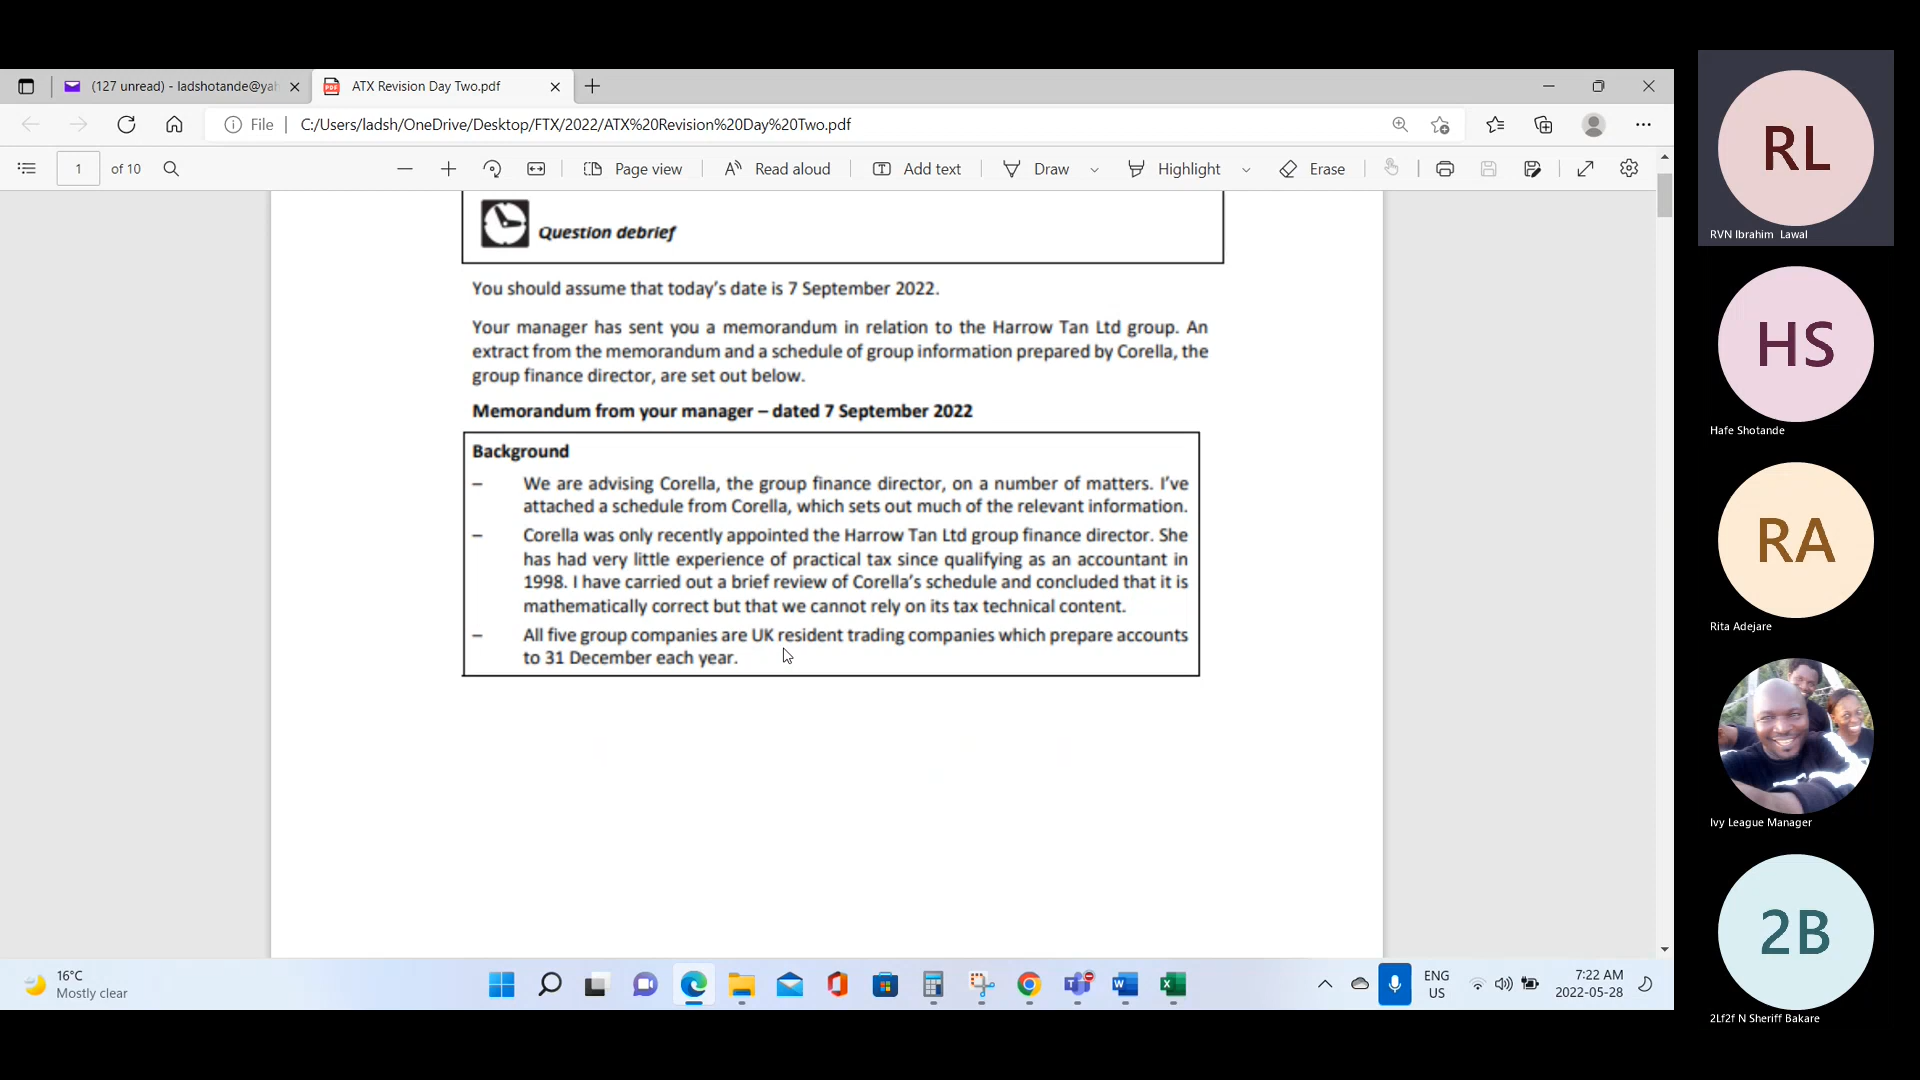 (127 unread) - ladshotande@yal
ATX Revision Day Two.pdf
File
C:/Users/ladsh/OneDrive/Desktop/FTX/2022/ATX%20Revision%20Day%20Two.pdf
1 of 10
Page view
Read aloud
Add text
Draw
Highlight
Erase
Question debrief
You should assume that today's date is 7 September 2022.
Your manager has sent you a memorandum in relation to the Harrow Tan Ltd group. An
extract from the memorandum and a schedule of group information prepared by Corella, the
group finance director, are set out below.
Memorandum from your manager – dated 7 September 2022
Background
– We are advising Corella, the group finance director, on a number of matters. I've
attached a schedule from Corella, which sets out much of the relevant information.
– Corella was only recently appointed the Harrow Tan Ltd group finance director. She
has had very little experience of practical tax since qualifying as an accountant in
1998. I have carried out a brief review of Corella's schedule and concluded that it is
mathematically correct but that we cannot rely on its tax technical content.
– All five group companies are UK resident trading companies which prepare accounts
to 31 December each year.
16°C
Mostly clear
ENG
US
7:22 AM
2022-05-28
RL
RVN Ibrahim Lawal
HS
Hafe Shotande
RA
Rita Adejare
Ivy League Manager
2B
2Lf2f N Sheriff Bakare